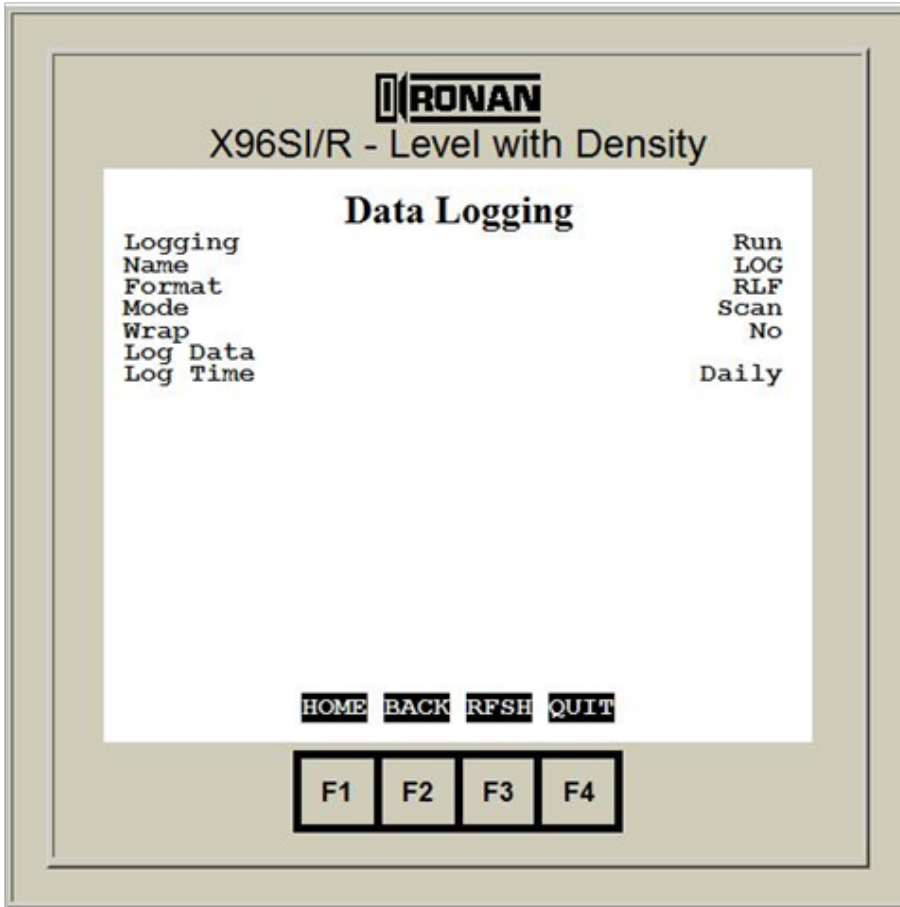 RONAN
X96SI/R - Level with Density
Data Logging
Logging Run
Name LOG
Format RLF
Mode Scan
Wrap No
Log Data
Log Time Daily
HOME BACK RFSH QUIT
F1 F2 F3 F4